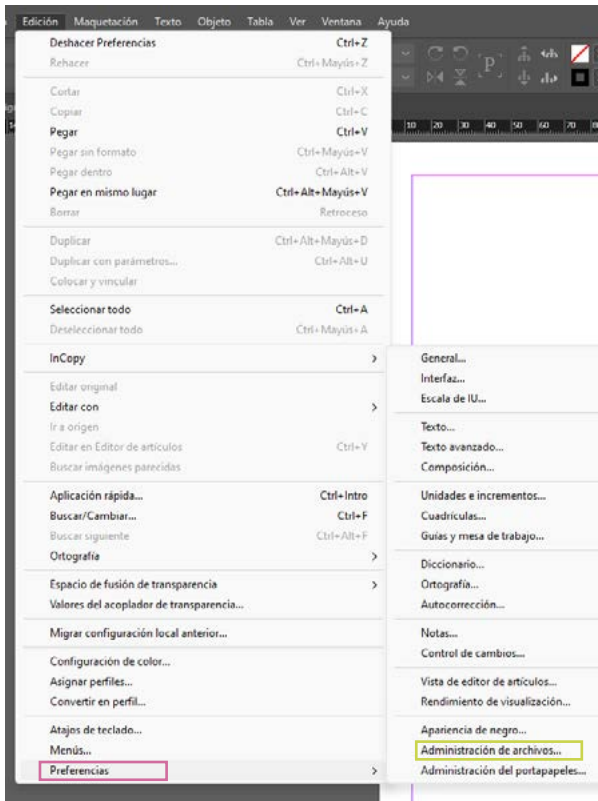 Edición Maquetación Texto Objeto Tabla Ver Ventana Ayuda
Deshacer Preferencias Ctrl+Z
Rehacer Ctrl+Mayús+Z
Cortar Ctrl+X
Copiar Ctrl+C
Pegar Ctrl+V
Pegar sin formato Ctrl+Mayús+V
Pegar dentro Ctrl+Alt+V
Pegar en mismo lugar Ctrl+Alt+Mayús+V
Borrar Retroceso
Duplicar Ctrl+Alt+Mayús+D
Duplicar con parámetros... Ctrl+Alt+U
Colocar y vincular
Seleccionar todo Ctrl+A
Deseleccionar todo Ctrl+Mayús+A
InCopy
Editar original
Editar con
Ir a origen
Editar en Editor de artículos Ctrl+Y
Buscar imágenes parecidas
Aplicación rápida... Ctrl+Intro
Buscar/Cambiar... Ctrl+F
Buscar siguiente Ctrl+Alt+F
Ortografía
Espacio de fusión de transparencia
Valores del acoplador de transparencia...
Migrar configuración local anterior...
Configuración de color...
Asignar perfiles...
Convertir en perfil...
Atajos de teclado...
Menús...
Preferencias
P
10 20 30 40 50 60 70
General...
Interfaz...
Escala de IU...
Texto...
Texto avanzado...
Composición...
Unidades e incrementos...
Cuadrículas...
Guías y mesa de trabajo...
Diccionario...
Ortografía...
Autocorrección...
Notas...
Control de cambios...
Vista de editor de artículos...
Rendimiento de visualización...
Apariencia de negro...
Administración de archivos...
Administración del portapapeles...